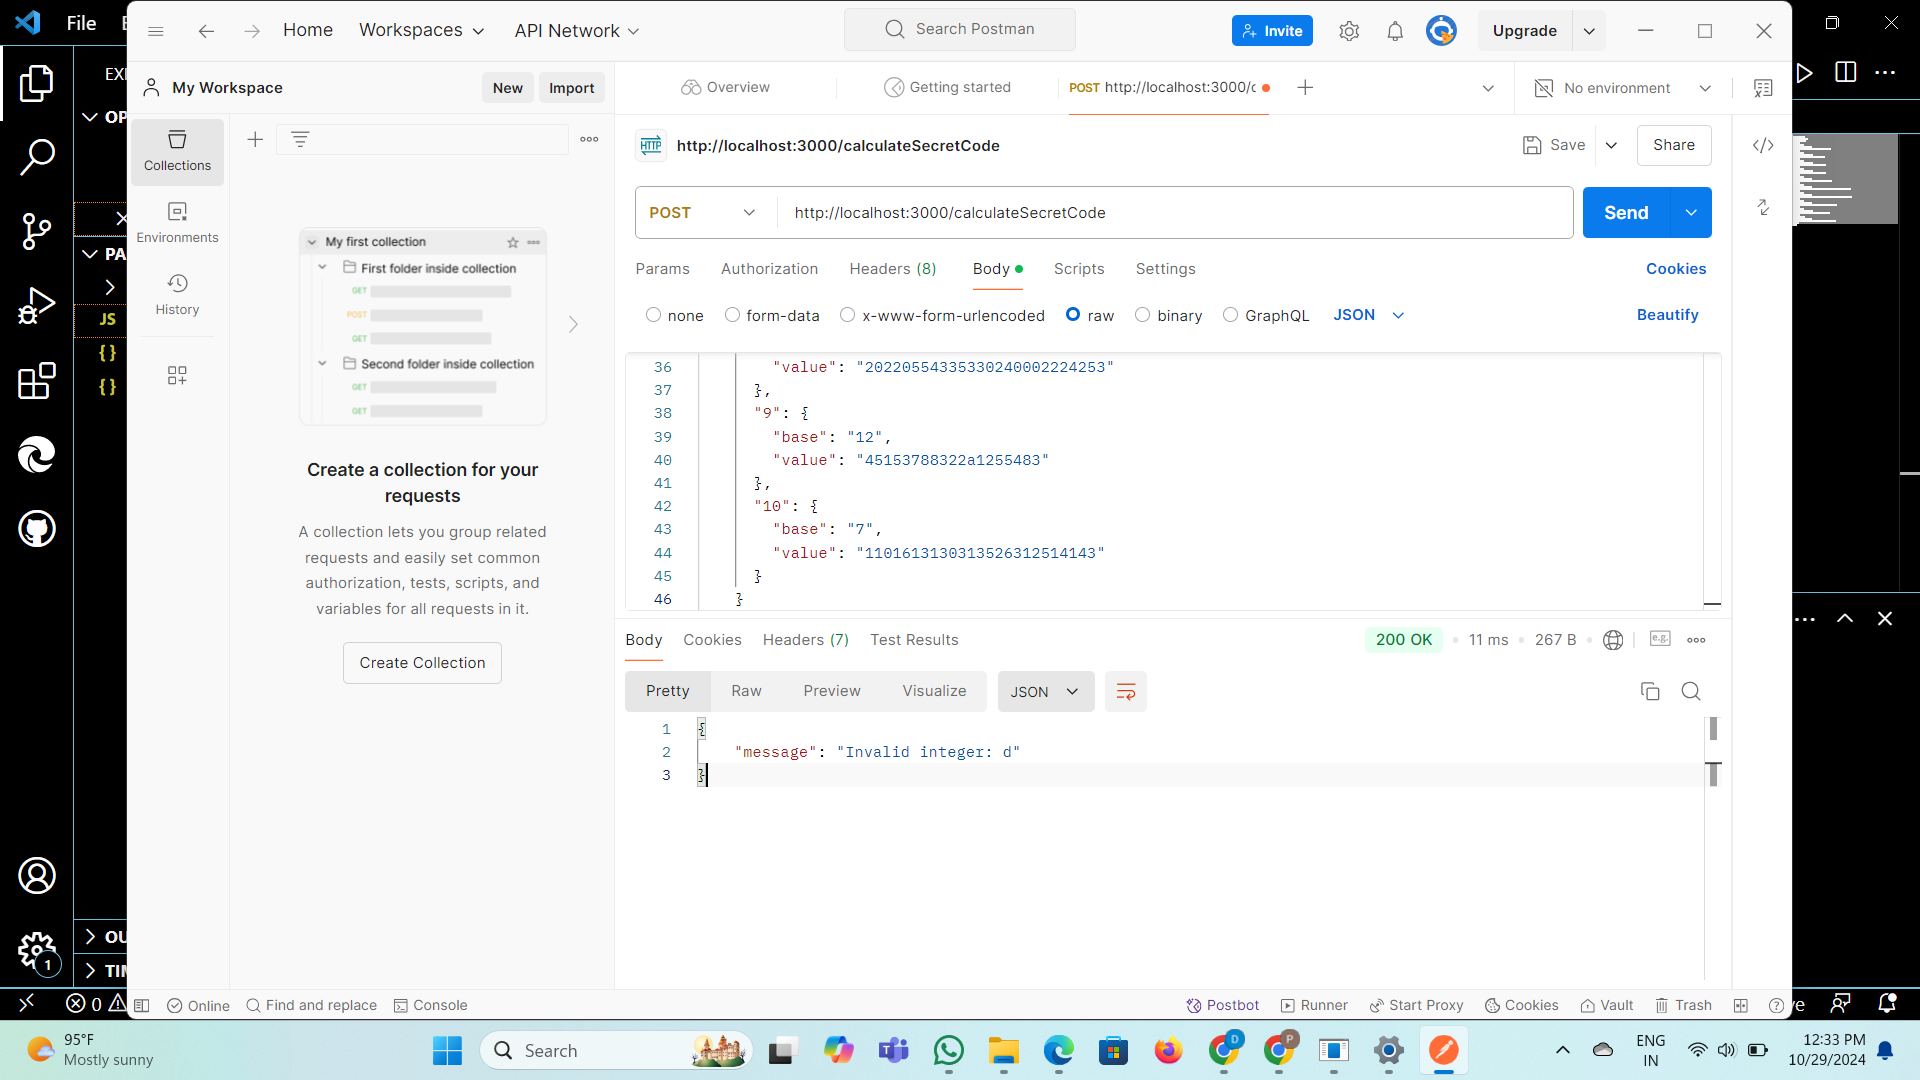 File
Home
Workspaces
API Network
Search Postman
Invite
Upgrade
EX
My Workspace
New
Import
Overview
Getting started
POST http://localhost:3000/c
No environment
OP
Collections
HTTP
http://localhost:3000/calculateSecretCode
Save
Share
POST
http://localhost:3000/calculateSecretCode
Send
Environments
My first collection
PA
First folder inside collection
GET
POST
GET
Second folder inside collection
GET
GET
Params
Authorization
Headers (8)
Body
Scripts
Settings
Cookies
History
JS
{}
{}
none
form-data
x-www-form-urlencoded
raw
binary
GraphQL
JSON
Beautify
36 "value": "20220554335330240002224253"
37 },
38 "9": {
39 "base": "12",
40 "value": "45153788322a1255483"
41 },
42 "10": {
43 "base": "7",
44 "value": "1101613130313526312514143"
45 }
46 }
Create a collection for your
requests
A collection lets you group related
requests and easily set common
authorization, tests, scripts, and
variables for all requests in it.
Create Collection
Body
Cookies
Headers (7)
Test Results
200 OK
11 ms
267 B
e.g.
Pretty
Raw
Preview
Visualize
JSON
1 {
2 "message": "Invalid integer: d"
3 }
OU
TIM
1
0
Online
Find and replace
Console
Postbot
Runner
Start Proxy
Cookies
Vault
Trash
ve
95°F
Mostly sunny
Search
D
P
ENG
IN
12:33 PM
10/29/2024